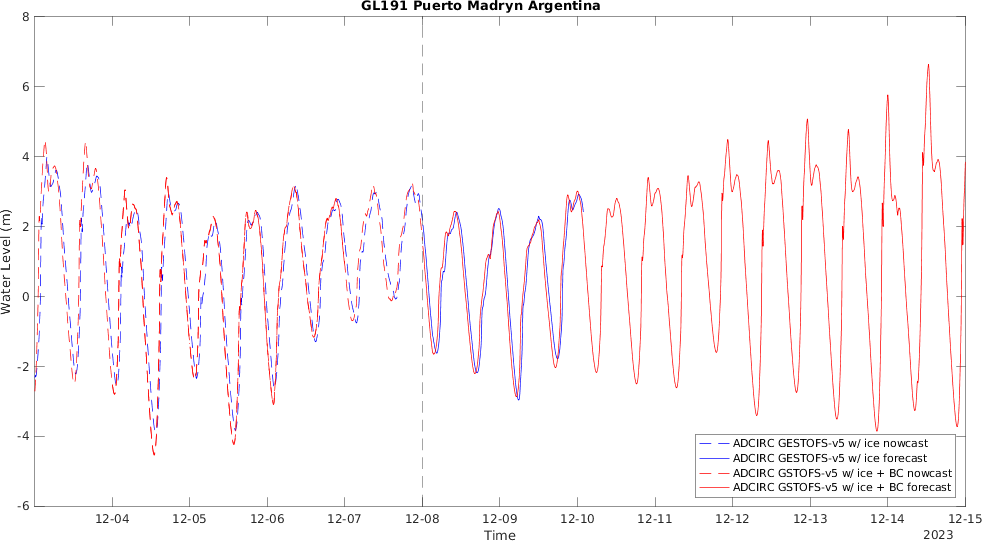 GL191 Puerto Madryn Argentina
8
6
4
2
0
-2
-4
-6
Water Level (m)
ADCIRC GESTOFS-v5 w/ ice nowcast
ADCIRC GESTOFS-v5 w/ ice forecast
ADCIRC GSTOFS-v5 w/ ice + BC nowcast
ADCIRC GSTOFS-v5 w/ ice + BC forecast
12-04 12-05 12-06 12-07 12-08 12-09 12-10 12-11 12-12 12-13 12-14 12-15
Time
2023